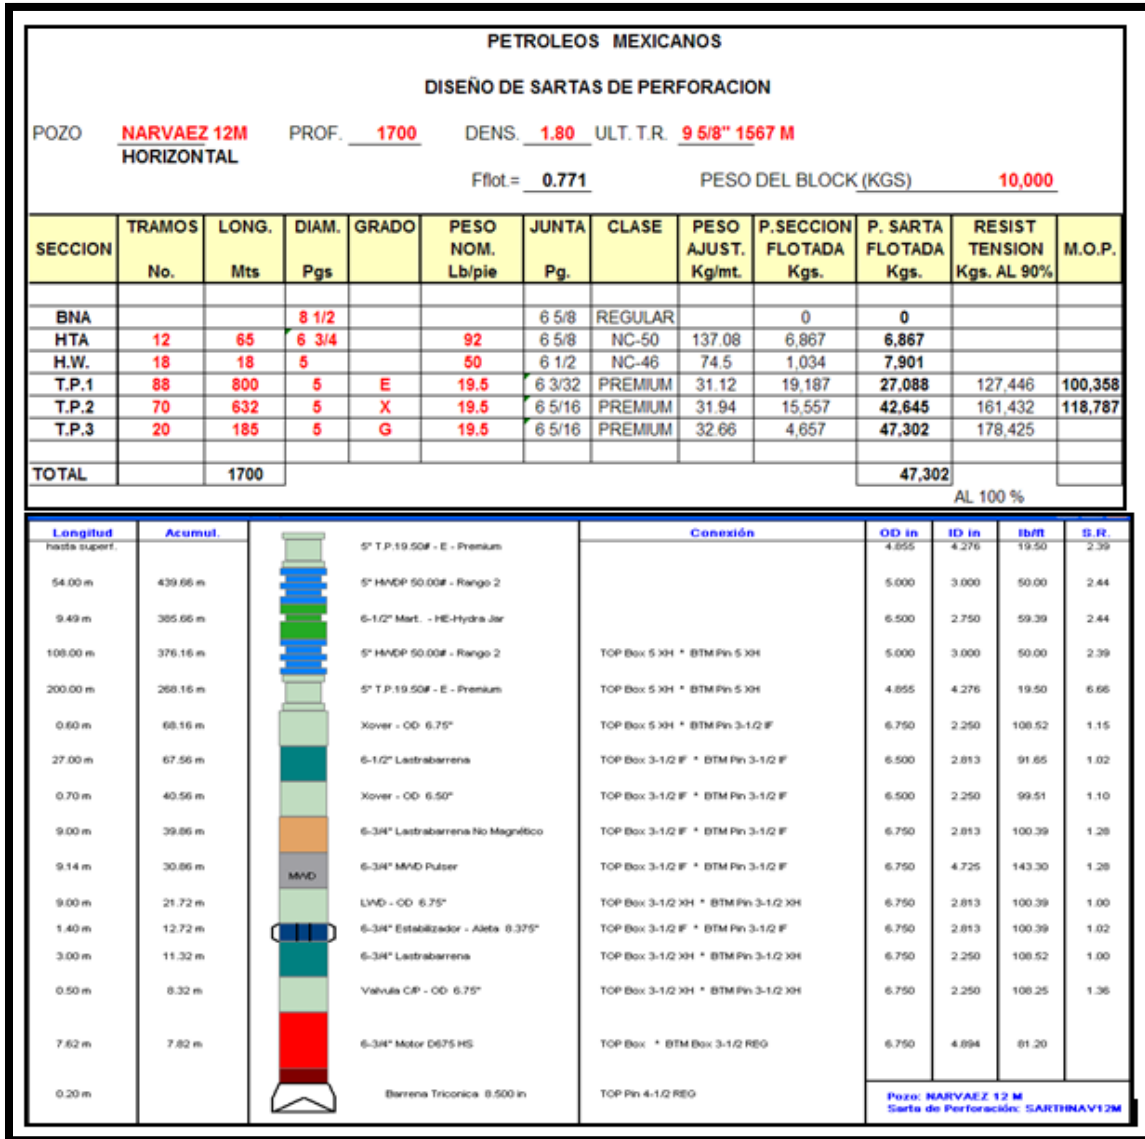 PETROLEOS MEXICANOS
DISEÑO DE SARTAS DE PERFORACION
POZO NARVAEZ 12M PROF. 1700 DENS. 1.80 ULT. T.R. 9 5/8" 1567 M
HORIZONTAL
Fflot.= 0.771 PESO DEL BLOCK (KGS) 10,000
SECCION TRAMOS No. LONG. Mts DIAM. Pgs GRADO PESO NOM. Lb/pie JUNTA Pg. CLASE PESO AJUST. Kg/mt. P.SECCION FLOTADA Kgs. P. SARTA FLOTADA Kgs. RESIST TENSION Kgs. AL 90% M.O.P.
BNA 8 1/2 6 5/8 REGULAR 0 0
HTA 12 65 6 3/4 92 6 5/8 NC-50 137.08 6,867 6,867
H.W. 18 18 5 50 6 1/2 NC-46 74.5 1,034 7,901
T.P.1 88 800 5 E 19.5 6 3/32 PREMIUM 31.12 19,187 27,088 127,446 100,358
T.P.2 70 632 5 X 19.5 6 5/16 PREMIUM 31.94 15,557 42,645 161,432 118,787
T.P.3 20 185 5 G 19.5 6 5/16 PREMIUM 32.66 4,657 47,302 178,425
TOTAL 1700 47,302
AL 100 %
Longitud Acumul. Conexión OD in ID in lb/ft S.R.
hasta superf. 5" T.P.19.50# - E - Premium 4.855 4.276 19.50 2.39
54.00 m 439.66 m 5" HWDP 50.00# - Rango 2 5.000 3.000 50.00 2.44
9.49 m 385.66 m 6-1/2" Mart. - HE-Hydra Jar 6.500 2.750 59.39 2.44
108.00 m 376.16 m 5" HWDP 50.00# - Rango 2 TOP Box 5 XH * BTM Pin 5 XH 5.000 3.000 50.00 2.39
200.00 m 268.16 m 5" T.P.19.50# - E - Premium TOP Box 5 XH * BTM Pin 5 XH 4.855 4.276 19.50 6.66
0.60 m 68.16 m Xover - OD 6.75" TOP Box 5 XH * BTM Pin 3-1/2 IF 6.750 2.250 108.52 1.15
27.00 m 67.56 m 6-1/2" Lastrabarrena TOP Box 3-1/2 IF * BTM Pin 3-1/2 IF 6.500 2.813 91.65 1.02
0.70 m 40.56 m Xover - OD 6.50" TOP Box 3-1/2 IF * BTM Pin 3-1/2 IF 6.500 2.250 99.51 1.10
9.00 m 39.86 m 6-3/4" Lastrabarrena No Magnético TOP Box 3-1/2 IF * BTM Pin 3-1/2 IF 6.750 2.813 100.39 1.28
9.14 m 30.86 m MWD 6-3/4" MWD Pulser TOP Box 3-1/2 IF * BTM Pin 3-1/2 IF 6.750 4.725 143.30 1.28
9.00 m 21.72 m LWD - OD 6.75" TOP Box 3-1/2 XH * BTM Pin 3-1/2 XH 6.750 2.813 100.39 1.00
1.40 m 12.72 m 6-3/4" Estabilizador - Aleta 8.375" TOP Box 3-1/2 IF * BTM Pin 3-1/2 IF 6.750 2.813 100.39 1.02
3.00 m 11.32 m 6-3/4" Lastrabarrena TOP Box 3-1/2 XH * BTM Pin 3-1/2 XH 6.750 2.250 108.52 1.00
0.50 m 8.32 m Valvula C/P - OD 6.75" TOP Box 3-1/2 XH * BTM Pin 3-1/2 XH 6.750 2.250 108.25 1.36
7.62 m 7.82 m 6-3/4" Motor D675 HS TOP Box * BTM Box 3-1/2 REG 6.750 4.894 81.20
0.20 m Barrena Triconica 8.500 in TOP Pin 4-1/2 REG
Pozo: NARVAEZ 12 M
Sarta de Perforación: SARTHNAV12M